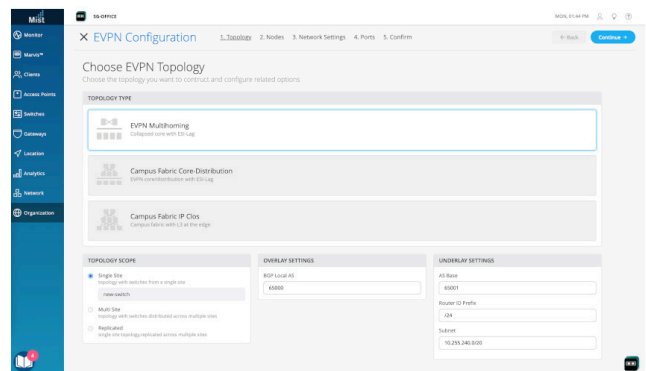 Mist
SG-OFFICE
MON, 01:44 PM
Monitor
Marvis™
Clients
Access Points
Switches
Gateways
Location
Analytics
Network
Organization
4
EVPN Configuration
1. Topology
2. Nodes
3. Network Settings
4. Ports
5. Confirm
← Back
Continue →
Choose EVPN Topology
Choose the topology you want to contruct and configure related options
TOPOLOGY TYPE
EVPN Multihoming
Collapsed core with ESI-Lag
Campus Fabric Core-Distribution
EVPN core/distribution with ESI-Lag
Campus Fabric IP Clos
Campus fabric with L3 at the edge
TOPOLOGY SCOPE
Single Site
topology with switches from a single site
Multi Site
topology with switches distributed across multiple sites
Replicated
single site topology replicated across multiple sites
OVERLAY SETTINGS
BGP Local AS
65000
UNDERLAY SETTINGS
AS Base
65001
Router ID Prefix
/24
Subnet
10.255.240.0/20